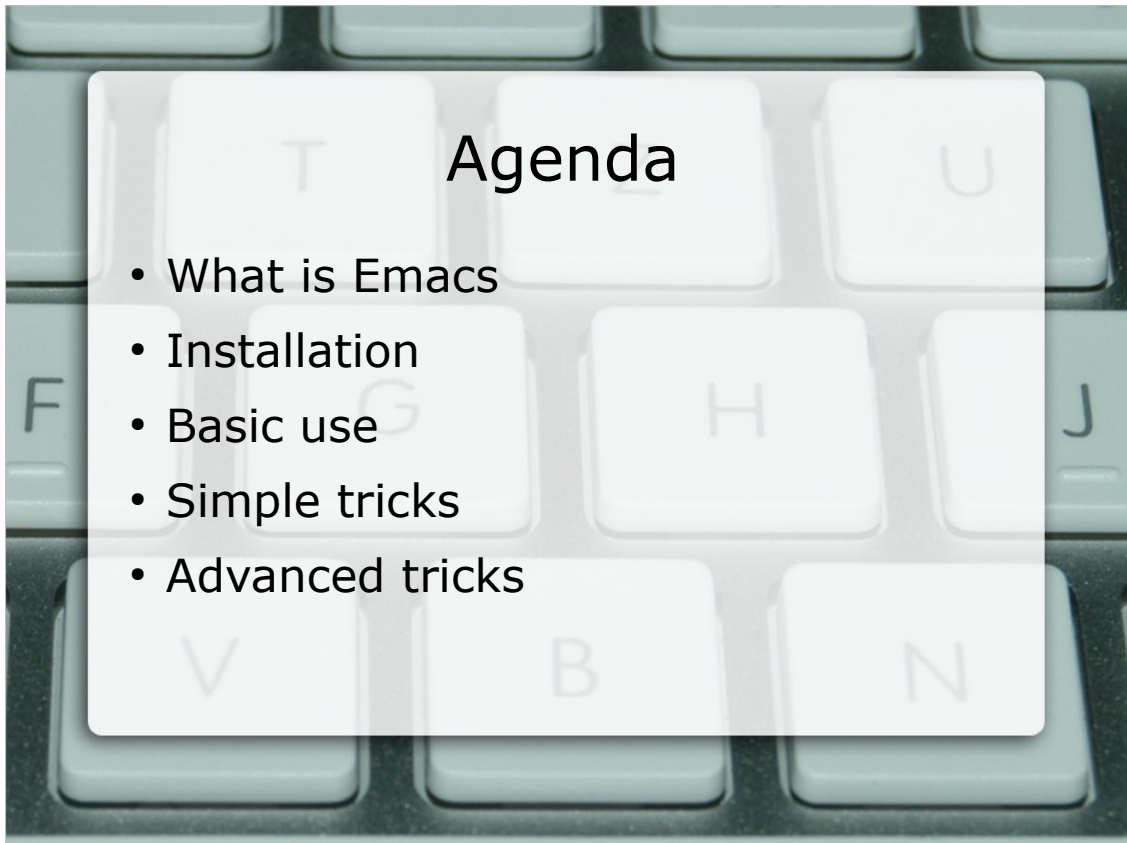 Agenda
• What is Emacs
• Installation
• Basic use
• Simple tricks
• Advanced tricks
T Z U
F G H J
V B N